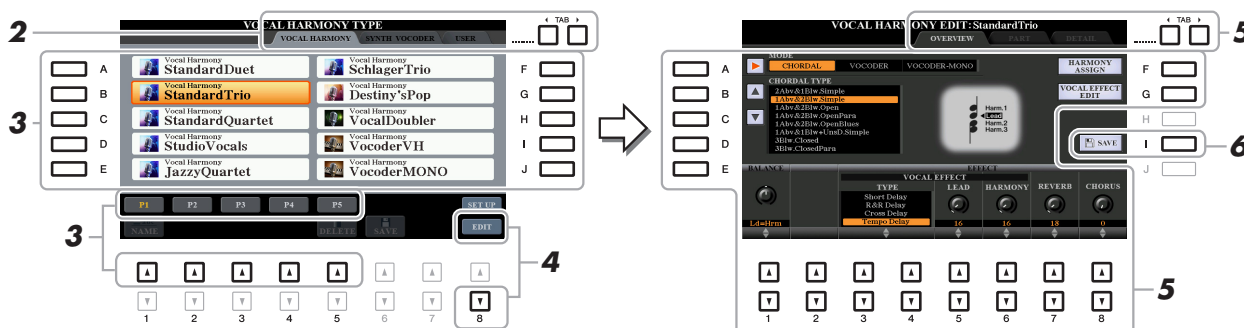 VOCAL HARMONY TYPE
VOCAL HARMONY SYNTH VOCODER USER
TAB
2
3
A
B
C
D
E
Vocal Harmony
StandardDuet
Vocal Harmony
StandardTrio
Vocal Harmony
StandardQuartet
Vocal Harmony
StudioVocals
Vocal Harmony
JazzyQuartet
Vocal Harmony
SchlagerTrio
Vocal Harmony
Destiny'sPop
Vocal Harmony
VocalDoubler
Vocal Harmony
VocoderVH
Vocal Harmony
VocoderMONO
F
G
H
I
J
P1 P2 P3 P4 P5 SET UP
NAME DELETE SAVE EDIT
3
4
1 2 3 4 5 6 7 8
VOCAL HARMONY EDIT:StandardTrio
OVERVIEW PART DETAIL
TAB
5
A
B
C
D
E
MODE
CHORDAL VOCODER VOCODER-MONO
CHORDAL TYPE
2Abv&1Blw.Simple
1Abv&2Blw.Simple
1Abv&2Blw.Open
1Abv&2Blw.OpenPara
1Abv&2Blw.OpenBlues
1Abv&1Blw+UnsD.Simple
3Blw.Closed
3Blw.ClosedPara
Harm.1
Lead
Harm.2
Harm.3
HARMONY
ASSIGN
VOCAL EFFECT
EDIT
SAVE
F
G
H
I
J
6
BALANCE EFFECT
VOCAL EFFECT
TYPE LEAD HARMONY REVERB CHORUS
Short Delay
R&R Delay
Cross Delay
Tempo Delay
Ld=Hrm 16 16 18 0
5
1 2 3 4 5 6 7 8